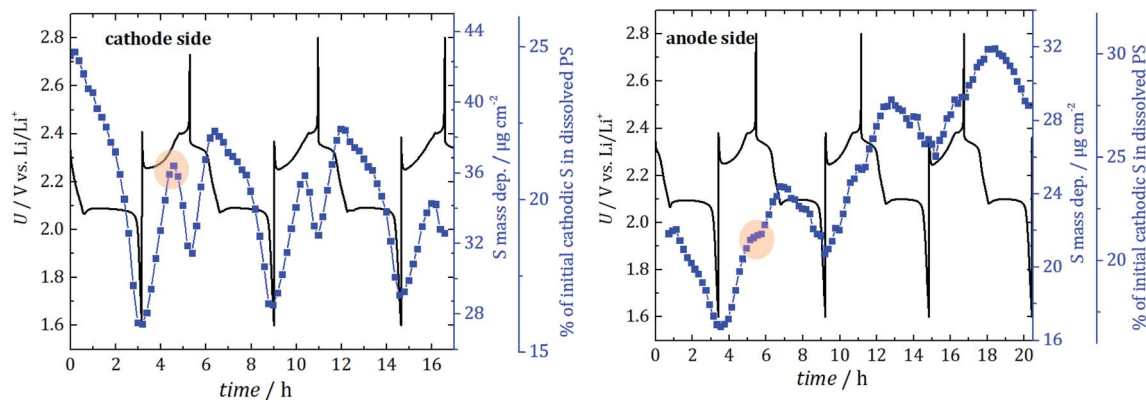 cathode side
U / V vs. Li/Li⁺
2.8
2.6
2.4
2.2
2.0
1.8
1.6
0 2 4 6 8 10 12 14 16
time / h
44
42
36
32
28
S mass dep. / µg cm⁻²
25
20
15
% of initial cathodic S in dissolved PS
anode side
U / V vs. Li/Li⁺
2.8
2.6
2.4
2.2
2.0
1.8
1.6
0 2 4 6 8 10 12 14 16 18 20
time / h
32
28
24
20
16
S mass dep. / µg cm⁻²
30
25
20
% of initial cathodic S in dissolved PS